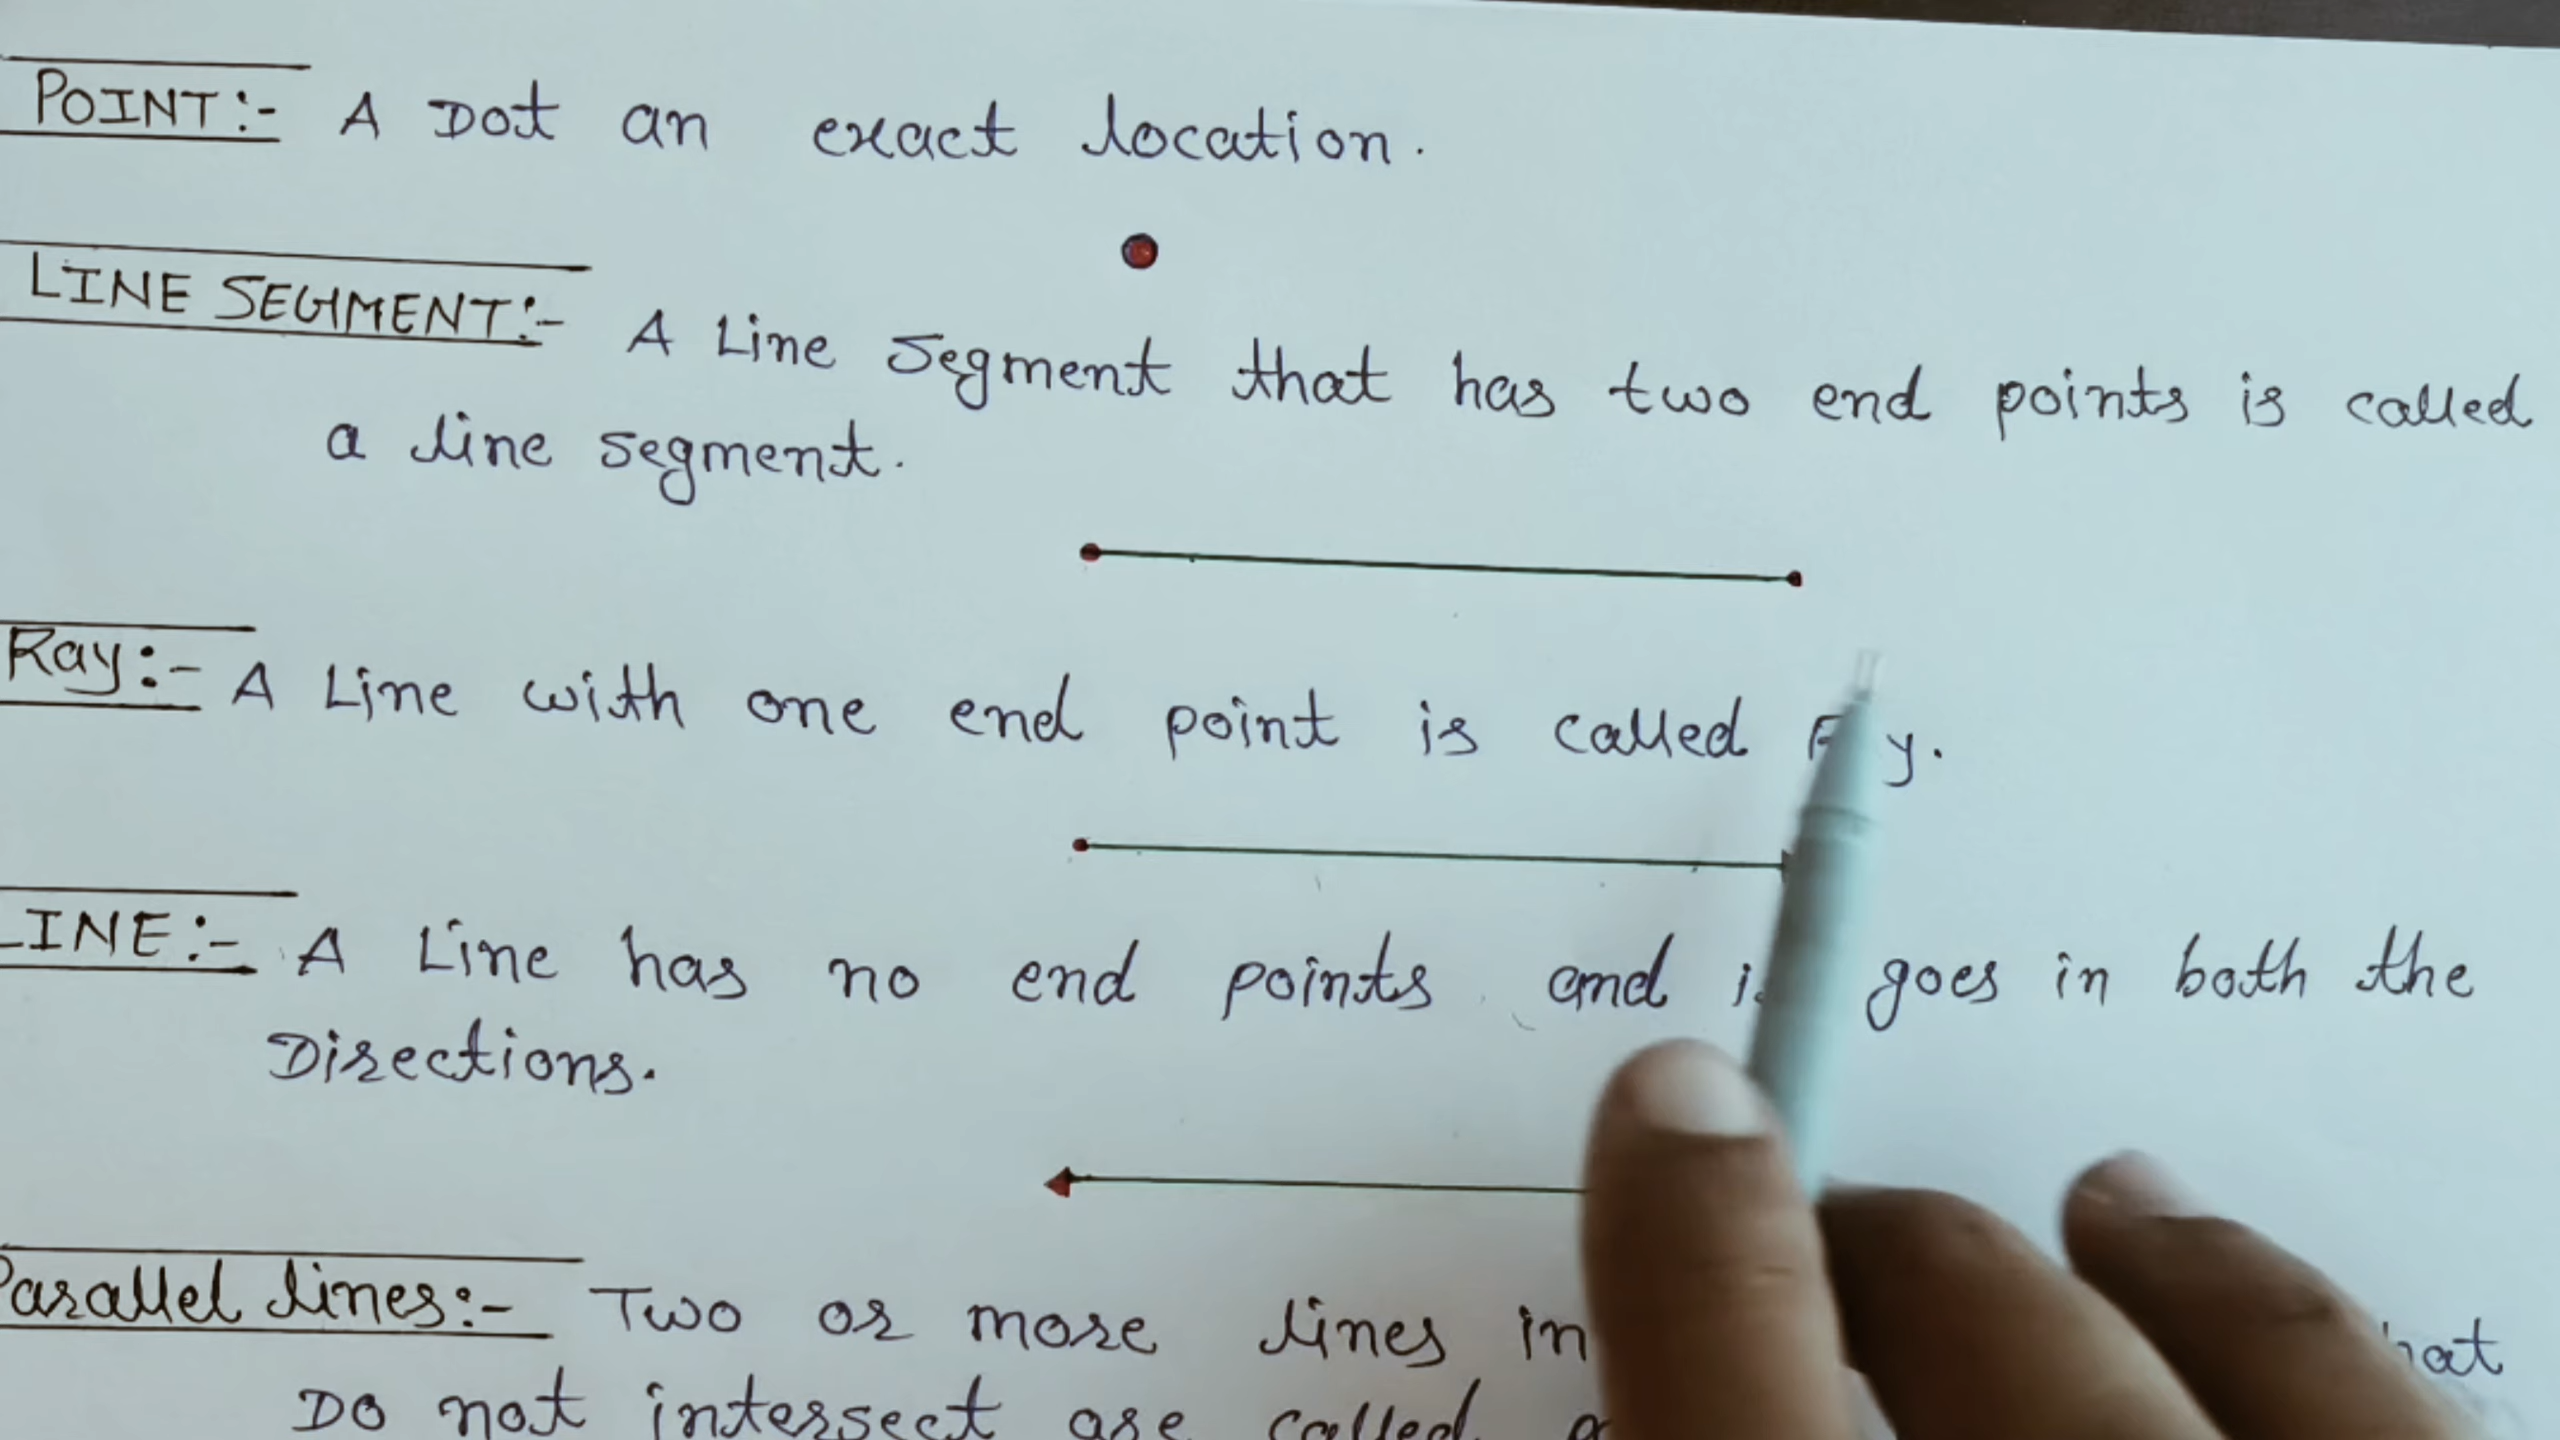 POINT:- A Dot an exact location.
LINE SEGMENT:- A Line Segment that has two end points is called
a line segment.
Ray:- A Line with one end point is called
LINE:- A Line has no end points and goes in both the
Directions.
Parallel lines:- Two or more lines in
Do not intersect are called